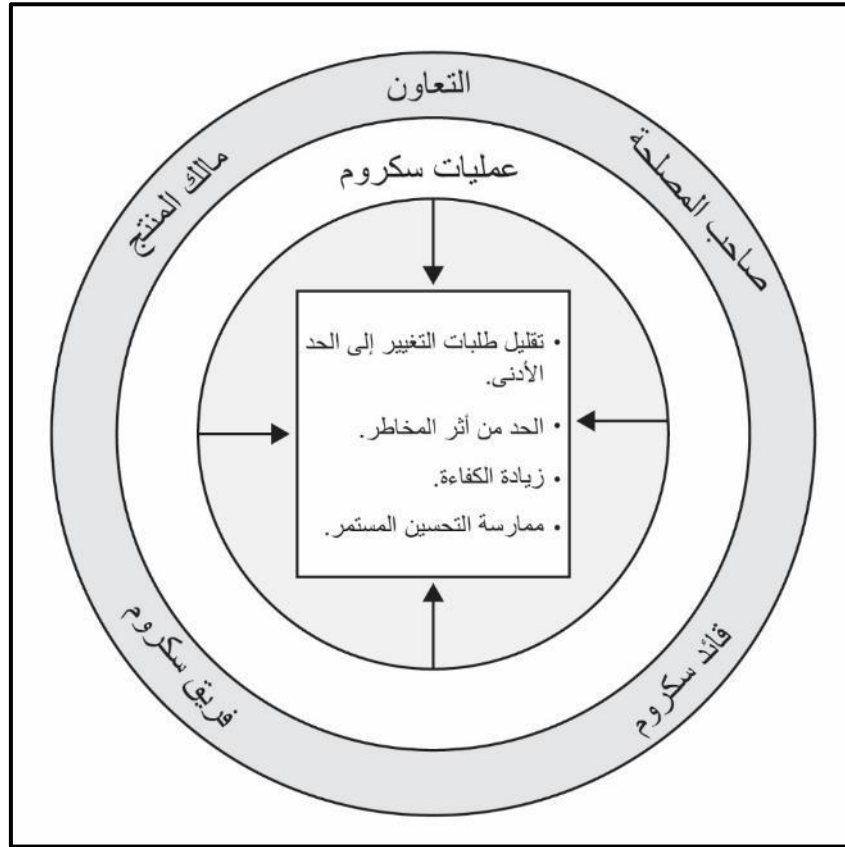 التعاون
صاحب المصلحة
مالك المنتج
عمليات سكروم
• تقليل طلبات التغيير إلى الحد
الأدنى.
• الحد من أثر المخاطر.
• زيادة الكفاءة.
• ممارسة التحسين المستمر.
قائد سكروم
فريق سكروم